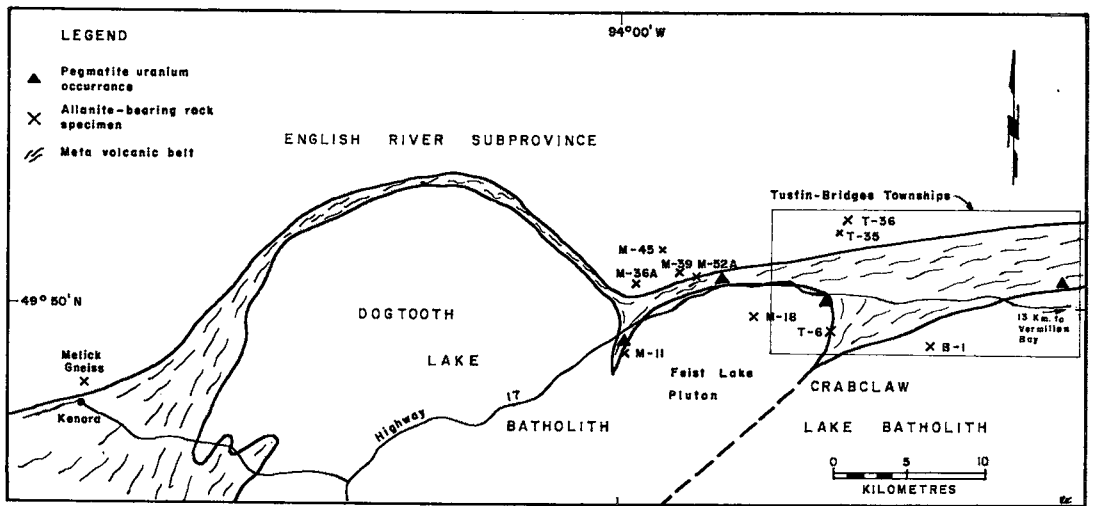 LEGEND
Pegmatite uranium
occurrance
Allanite-bearing rock
specimen
Meta volcanic belt
94°00'W
ENGLISH RIVER SUBPROVINCE
Tustin-Bridges Townships
T-36
T-35
M-45
M-39
M-52A
M-36A
49°50'N
DOGTOOTH
LAKE
BATHOLITH
M-18
T-6
13 Km. to
Vermilion
Bay
M-11
B-1
Feist Lake
Pluton
Melick
Gneiss
Kenora
Highway
17
CRABCLAW
LAKE BATHOLITH
0 5 10
KILOMETRES